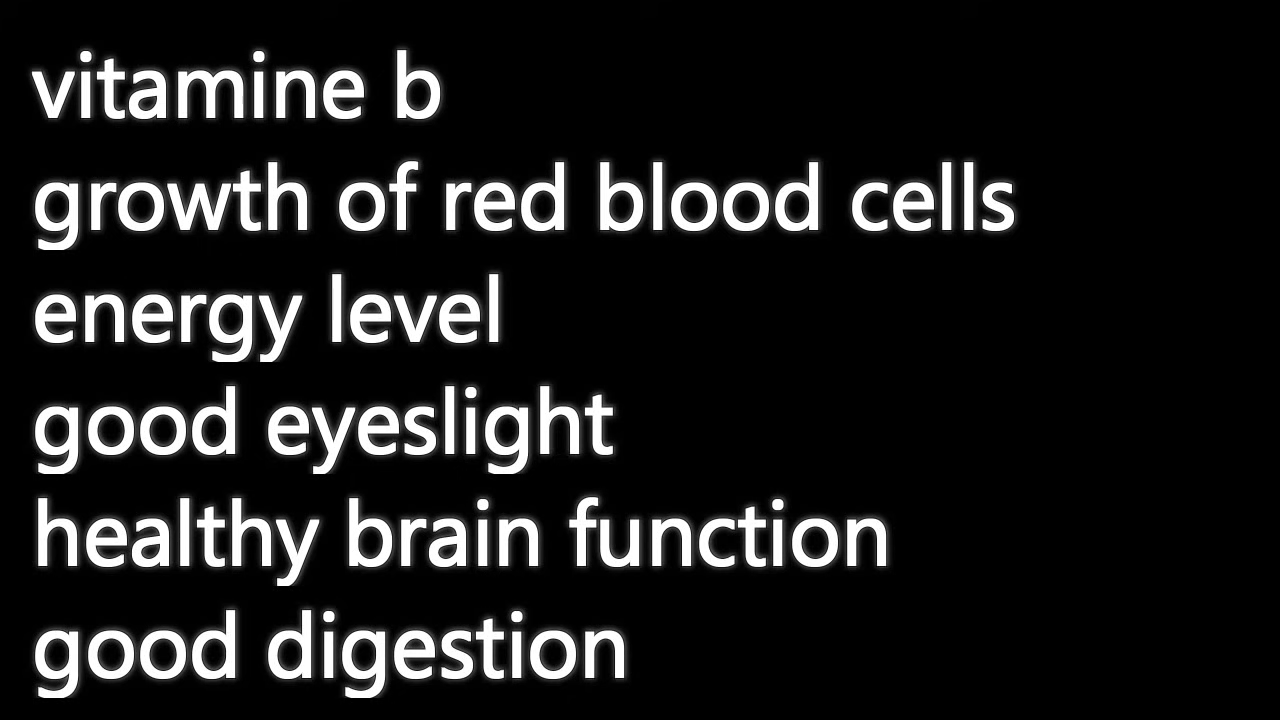 vitamine b
growth of red blood cells
energy level
good eyeslight
healthy brain function
good digestion